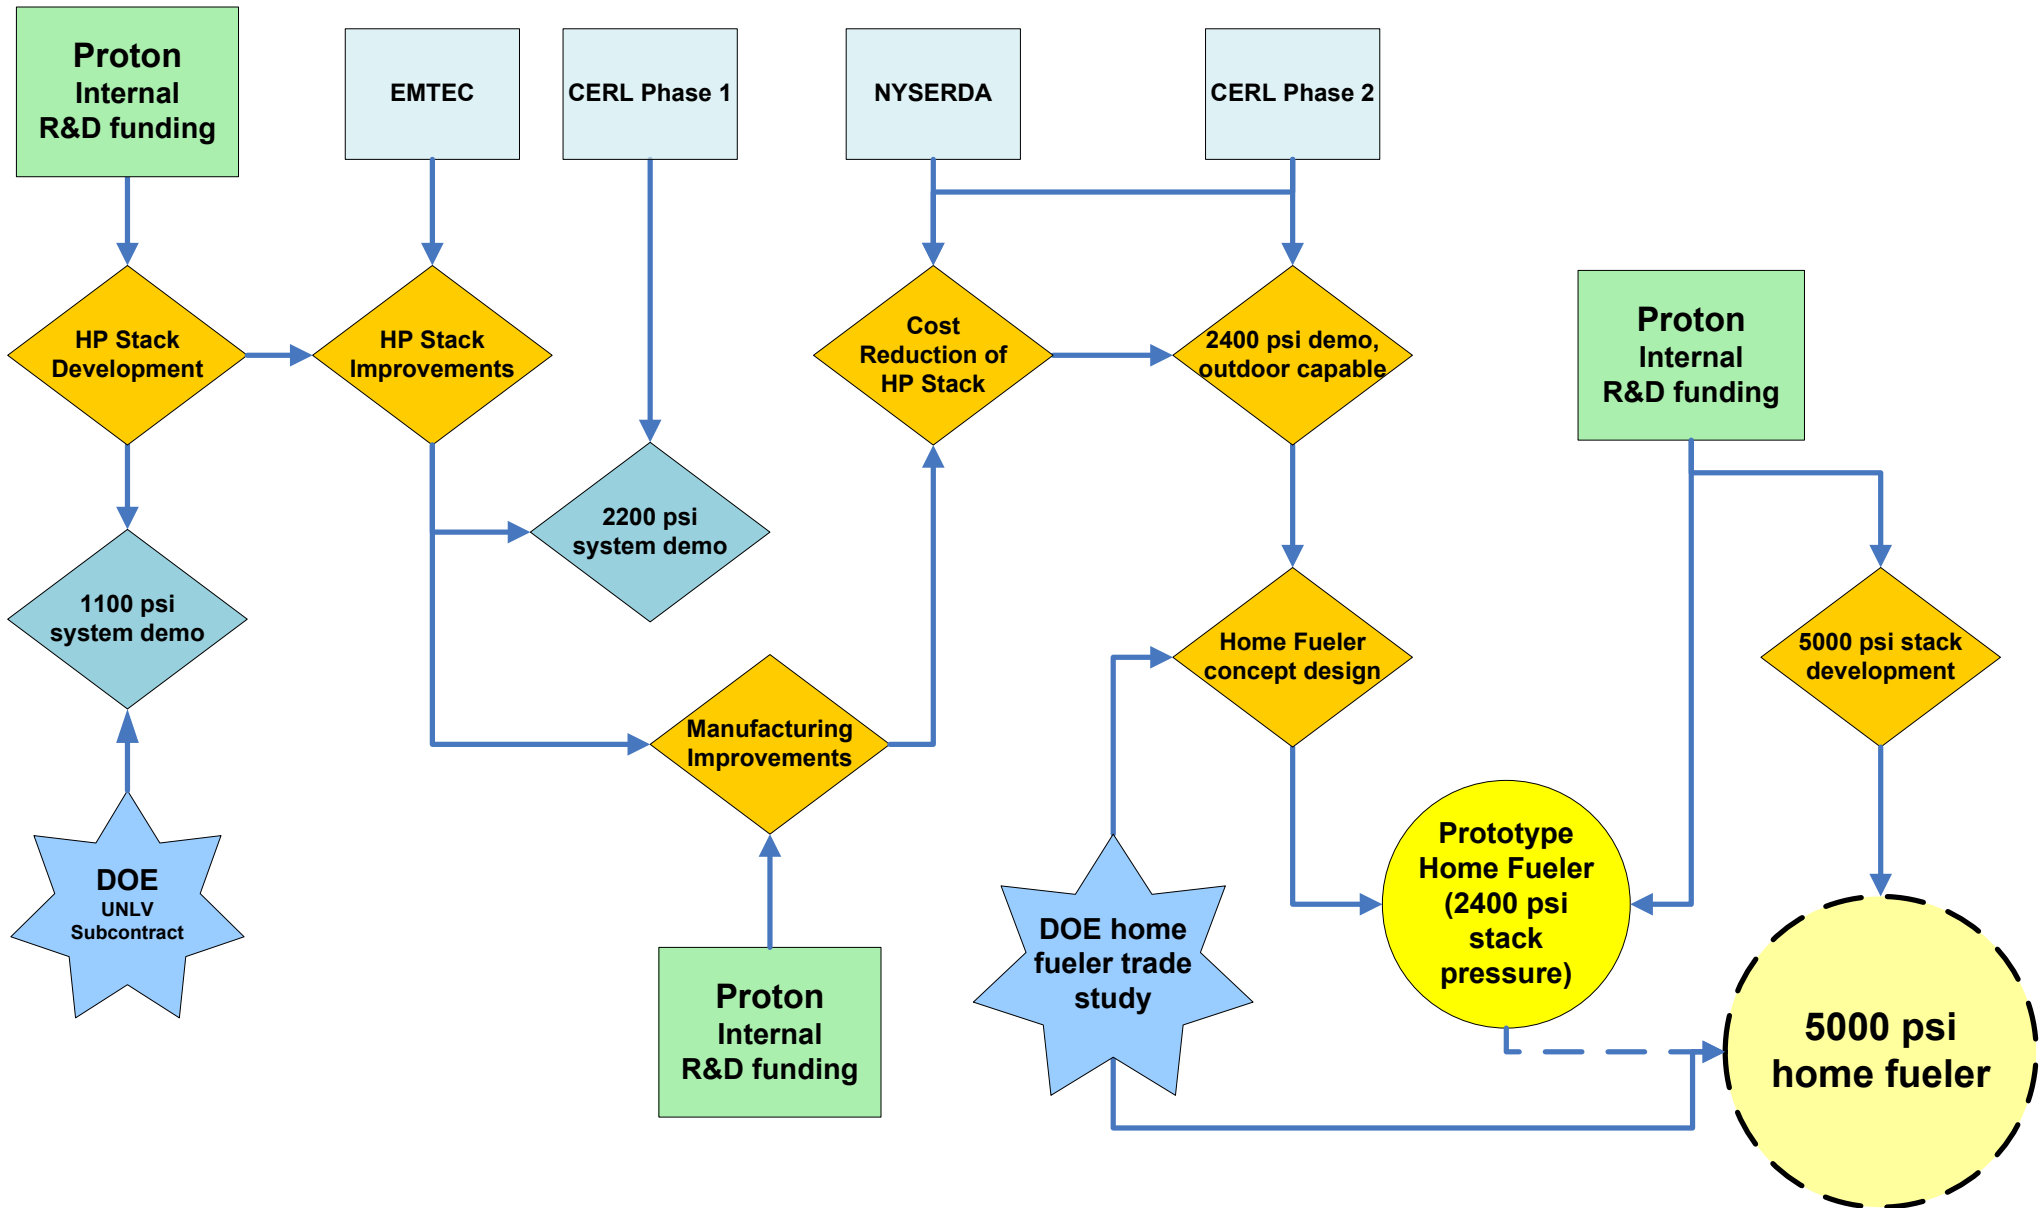 Proton
Internal
R&D funding
EMTEC
CERL Phase 1
NYSERDA
CERL Phase 2
HP Stack
Development
HP Stack
Improvements
Cost
Reduction of
HP Stack
2400 psi demo,
outdoor capable
Proton
Internal
R&D funding
2200 psi
system demo
1100 psi
system demo
Home Fueler
concept design
5000 psi stack
development
Manufacturing
Improvements
DOE
UNLV
Subcontract
Prototype
Home Fueler
(2400 psi
stack
pressure)
DOE home
fueler trade
study
Proton
Internal
R&D funding
5000 psi
home fueler